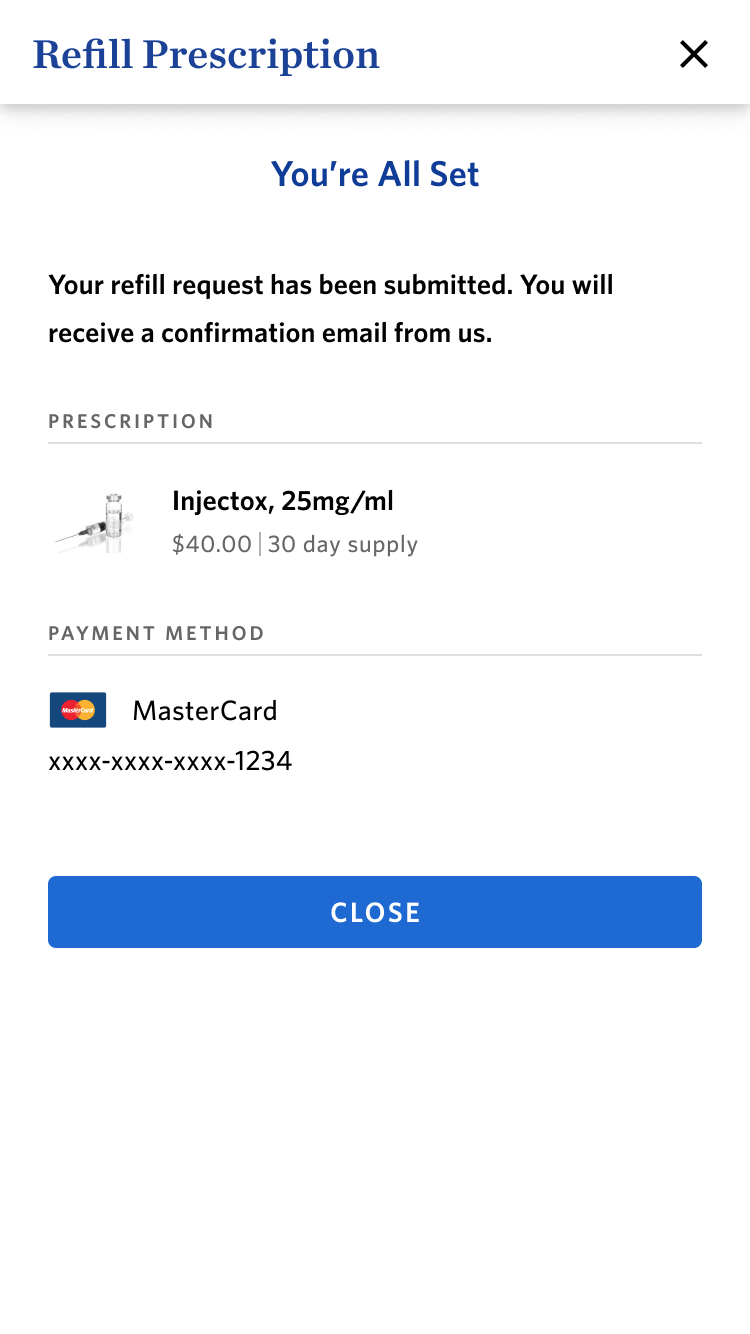 Refill Prescription
You're All Set
Your refill request has been submitted. You will
receive a confirmation email from us.
PRESCRIPTION
Injectox, 25mg/ml
$40.00 | 30 day supply
PAYMENT METHOD
MasterCard
MasterCard
xxxx-xxxx-xxxx-1234
CLOSE